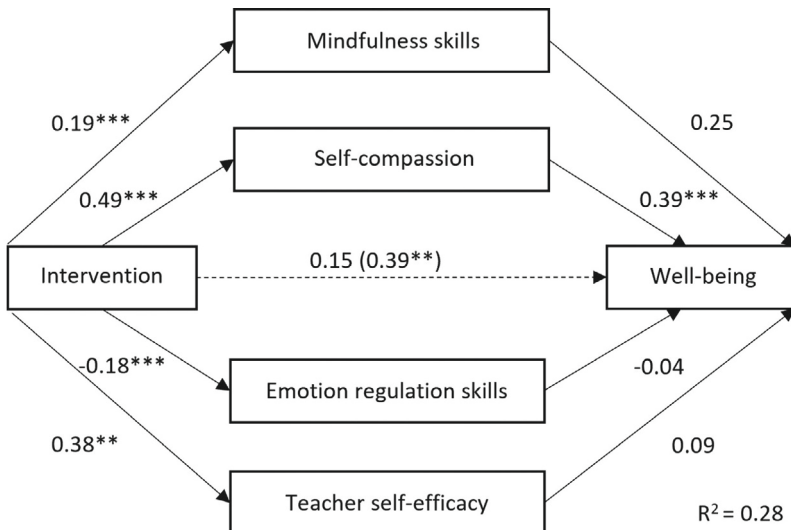 Mindfulness skills
0.19***
0.25
Self-compassion
0.49***
0.39***
Intervention
0.15 (0.39**)
Well-being
-0.18***
Emotion regulation skills
-0.04
0.38**
0.09
Teacher self-efficacy
R² = 0.28